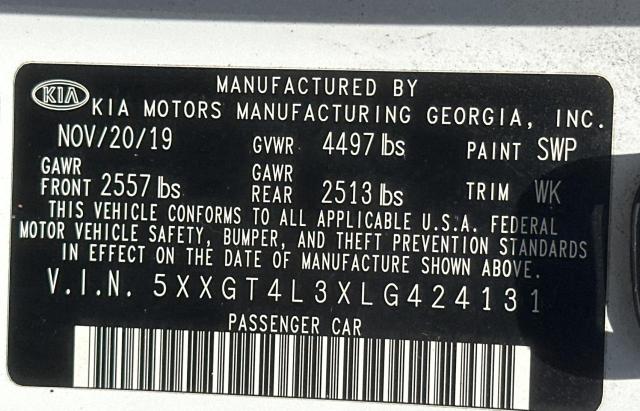 MANUFACTURED BY
KIA KIA MOTORS MANUFACTURING GEORGIA, INC.
NOV/20/19 GVWR 4497 lbs PAINT SWP
GAWR FRONT 2557 lbs GAWR REAR 2513 lbs TRIM WK
THIS VEHICLE CONFORMS TO ALL APPLICABLE U.S.A. FEDERAL
MOTOR VEHICLE SAFETY, BUMPER, AND THEFT PREVENTION STANDARDS
IN EFFECT ON THE DATE OF MANUFACTURE SHOWN ABOVE.
V.I.N. 5XXGT4L3XLG424131
PASSENGER CAR